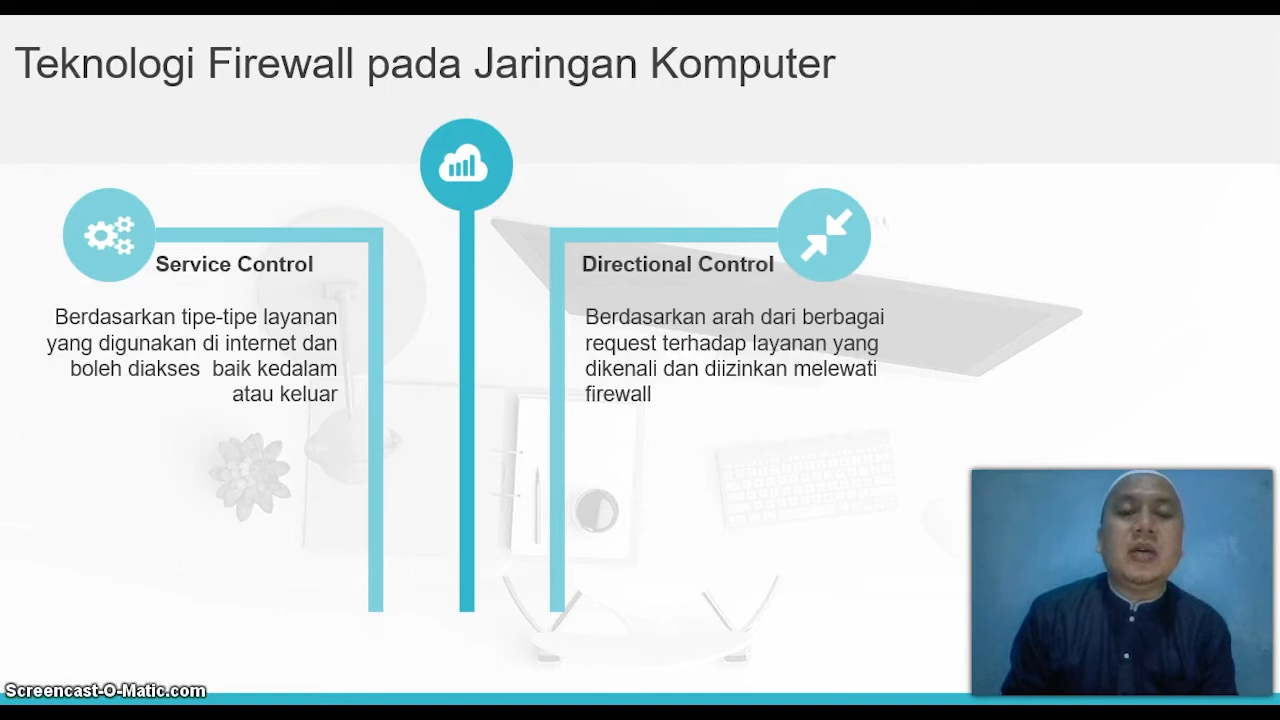 Teknologi Firewall pada Jaringan Komputer
Service Control
Berdasarkan tipe-tipe layanan
yang digunakan di internet dan
boleh diakses  baik kedalam
atau keluar
Directional Control
Berdasarkan arah dari berbagai
request terhadap layanan yang
dikenali dan diizinkan melewati
firewall
Screencast-O-Matic.com